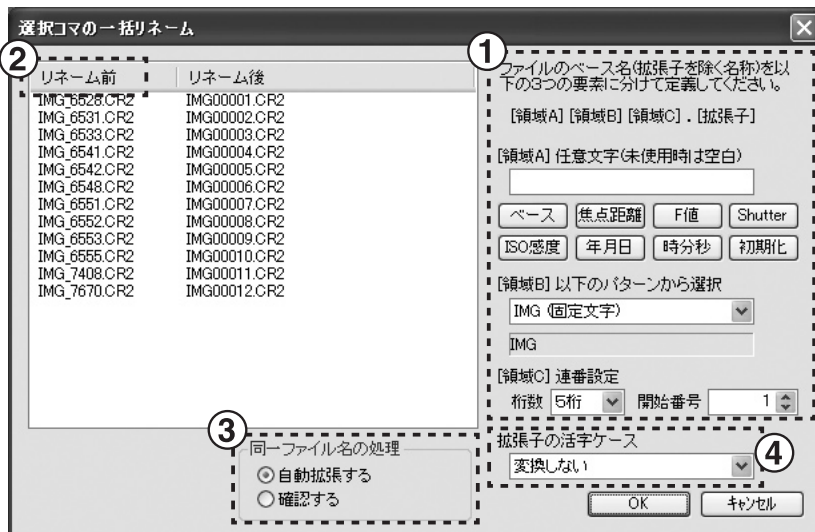 選択コマの一括リネーム
②
リネーム前 リネーム後
IMG_6528.CR2 IMG00001.CR2
IMG_6531.CR2 IMG00002.CR2
IMG_6533.CR2 IMG00003.CR2
IMG_6541.CR2 IMG00004.CR2
IMG_6542.CR2 IMG00005.CR2
IMG_6548.CR2 IMG00006.CR2
IMG_6551.CR2 IMG00007.CR2
IMG_6552.CR2 IMG00008.CR2
IMG_6553.CR2 IMG00009.CR2
IMG_6555.CR2 IMG00010.CR2
IMG_7408.CR2 IMG00011.CR2
IMG_7670.CR2 IMG00012.CR2
①
ファイルのベース名(拡張子を除く名称)を以
下の3つの要素に分けて定義してください。
[領域A] [領域B] [領域C] . [拡張子]
[領域A] 任意文字(未使用時は空白)
ベース 焦点距離 F値 Shutter
ISO感度 年月日 時分秒 初期化
[領域B] 以下のパターンから選択
IMG (固定文字)
IMG
[領域C] 連番設定
桁数 5桁 開始番号 1
③
同一ファイル名の処理
自動拡張する
確認する
拡張子の活字ケース
変換しない
④
OK キャンセル